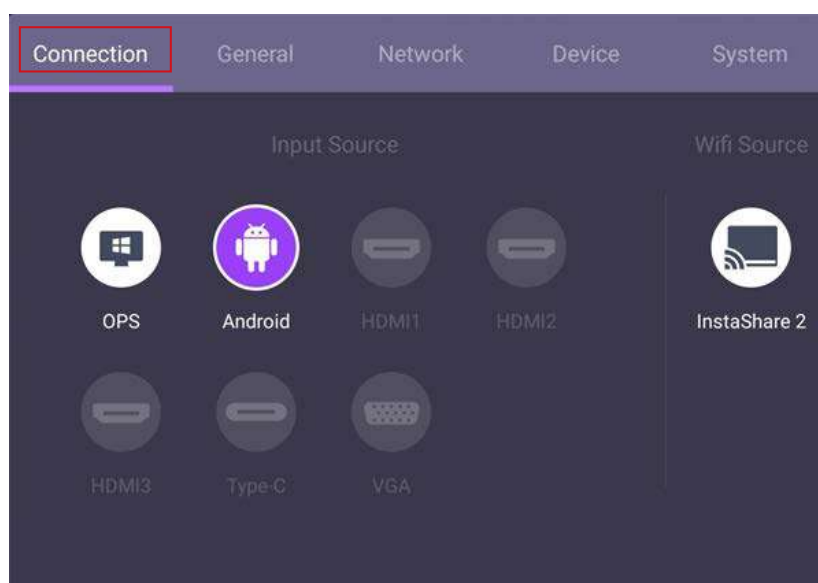 Connection General Network Device System
Input Source Wifi Source
OPS Android HDMI1 HDMI2 InstaShare 2
HDMI3 Type-C VGA